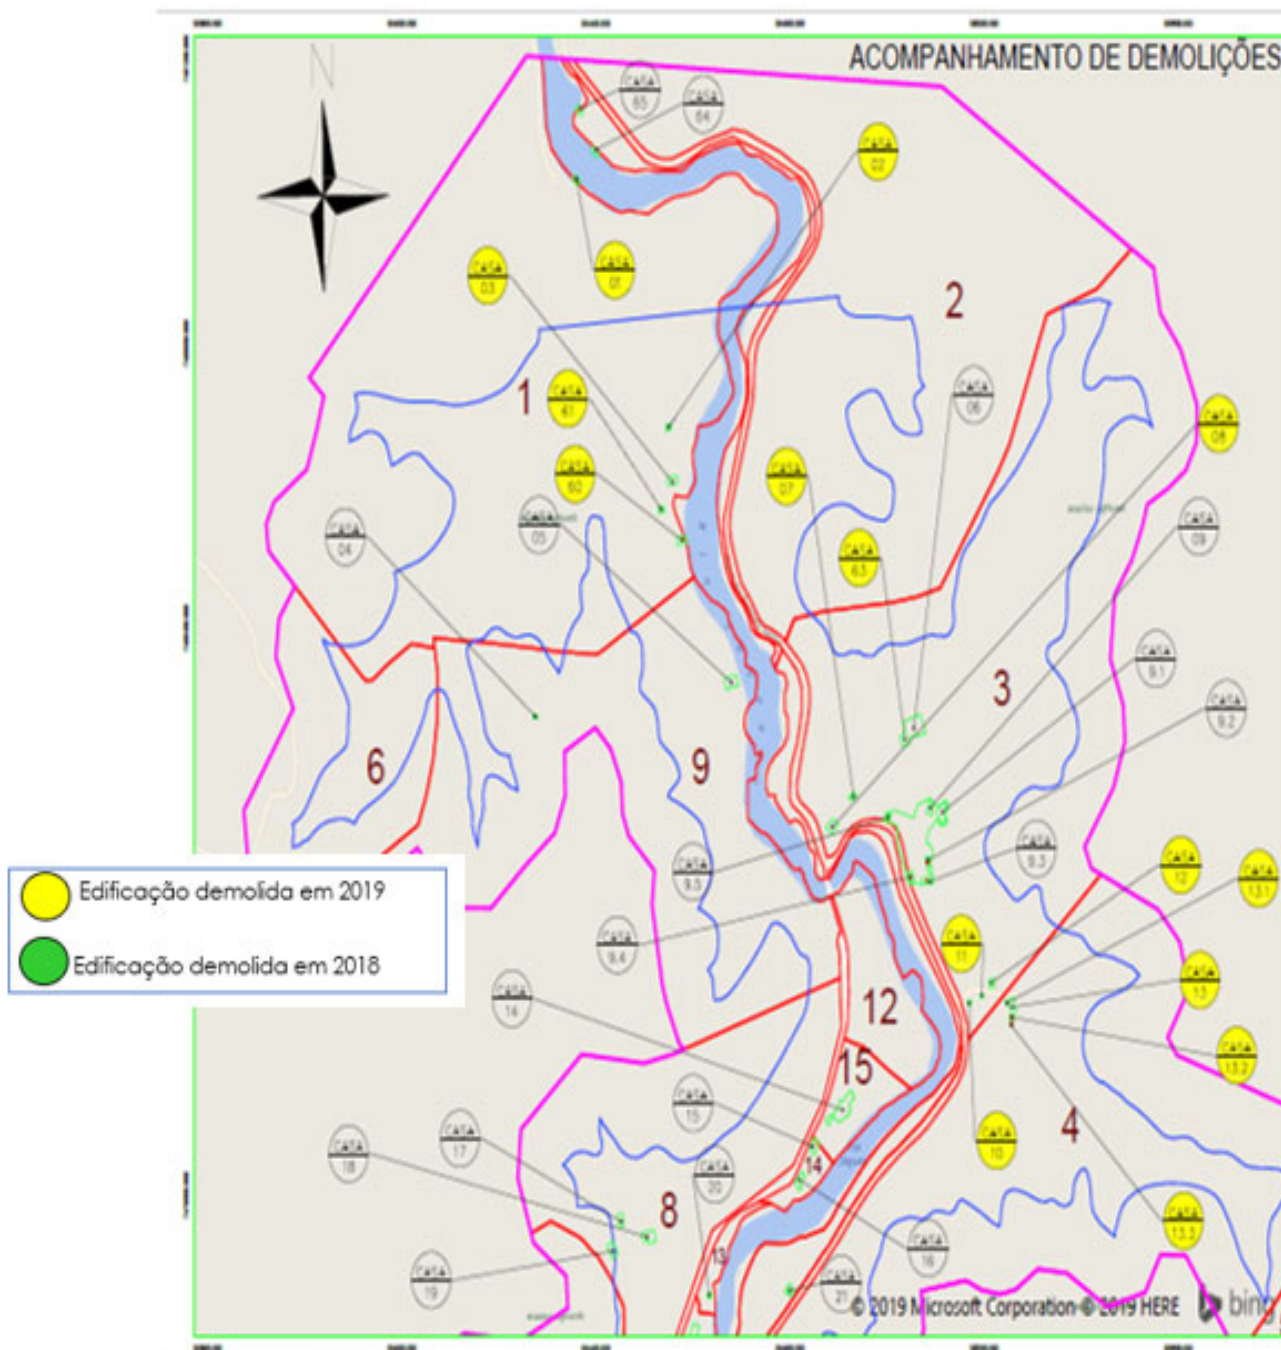 ACOMPANHAMENTO DE DEMOLIÇÕES
N
CASA 65
CASA 64
CASA 02
CASA 03
CASA 01
2
1
CASA 61
CASA 06
CASA 08
CASA 60
CASA 07
CASA 05
CASA 04
CASA 09
CASA 63
CASA 9.1
3
CASA 9.2
6
9
CASA 9.5
CASA 9.3
CASA 12
CASA 13.1
Edificação demolida em 2019
Edificação demolida em 2018
CASA 9.4
CASA 11
CASA 13
CASA 14
12
15
CASA 13.2
CASA 15
4
CASA 10
CASA 17
CASA 18
14
CASA 20
8
CASA 13.3
CASA 16
13
CASA 19
CASA 21
© 2019 Microsoft Corporation © 2019 HERE
bing